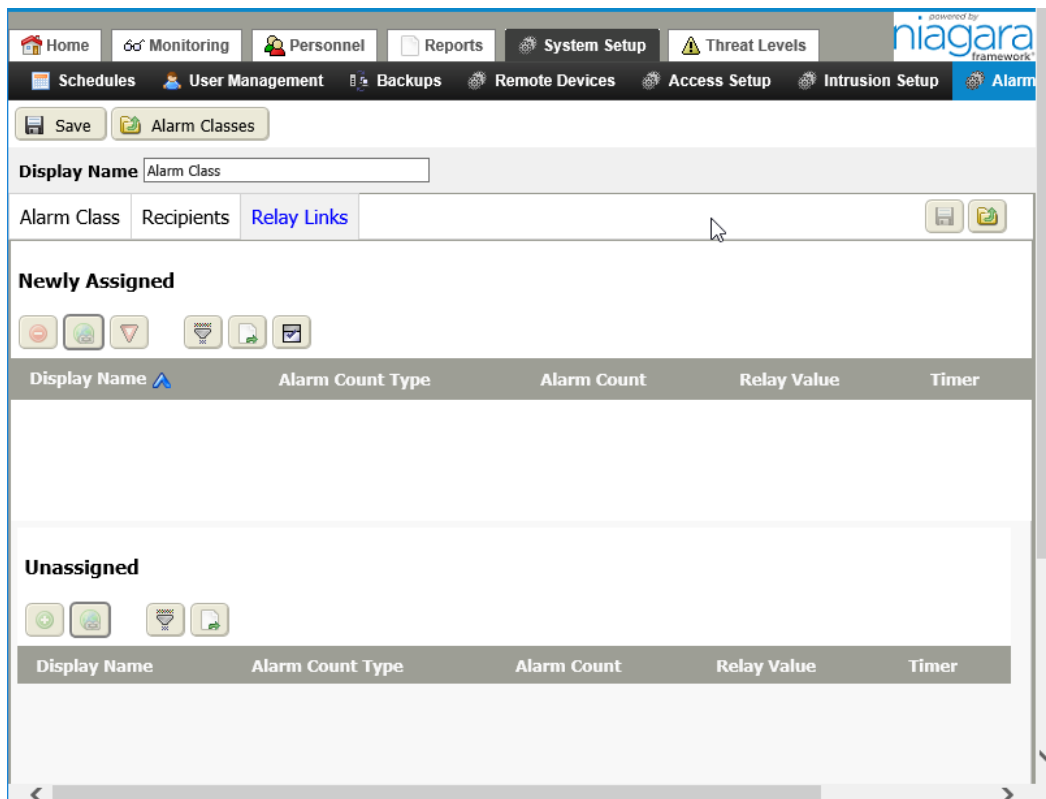 powered by
niagara
framework®
Home Monitoring Personnel Reports System Setup Threat Levels
Schedules User Management Backups Remote Devices Access Setup Intrusion Setup Alarm
Save Alarm Classes
Display Name Alarm Class
Alarm Class Recipients Relay Links
Newly Assigned
Display Name Alarm Count Type Alarm Count Relay Value Timer
Unassigned
Display Name Alarm Count Type Alarm Count Relay Value Timer